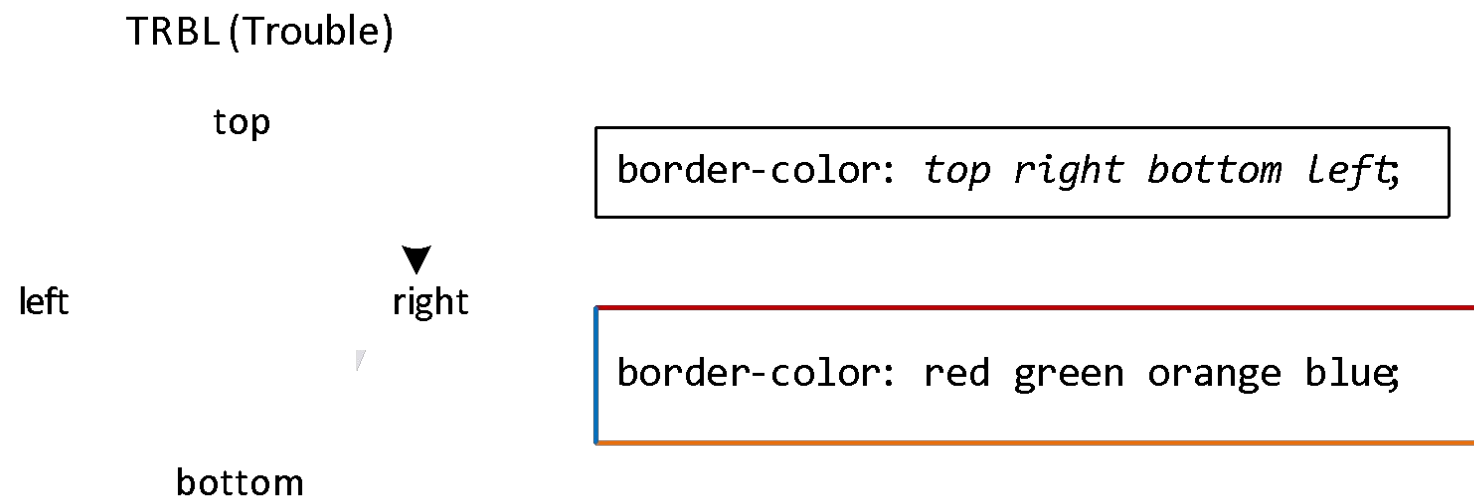 TRBL (Trouble)
top
border-color: top right bottom left;
left
right
border-color: red green orange blue;
bottom